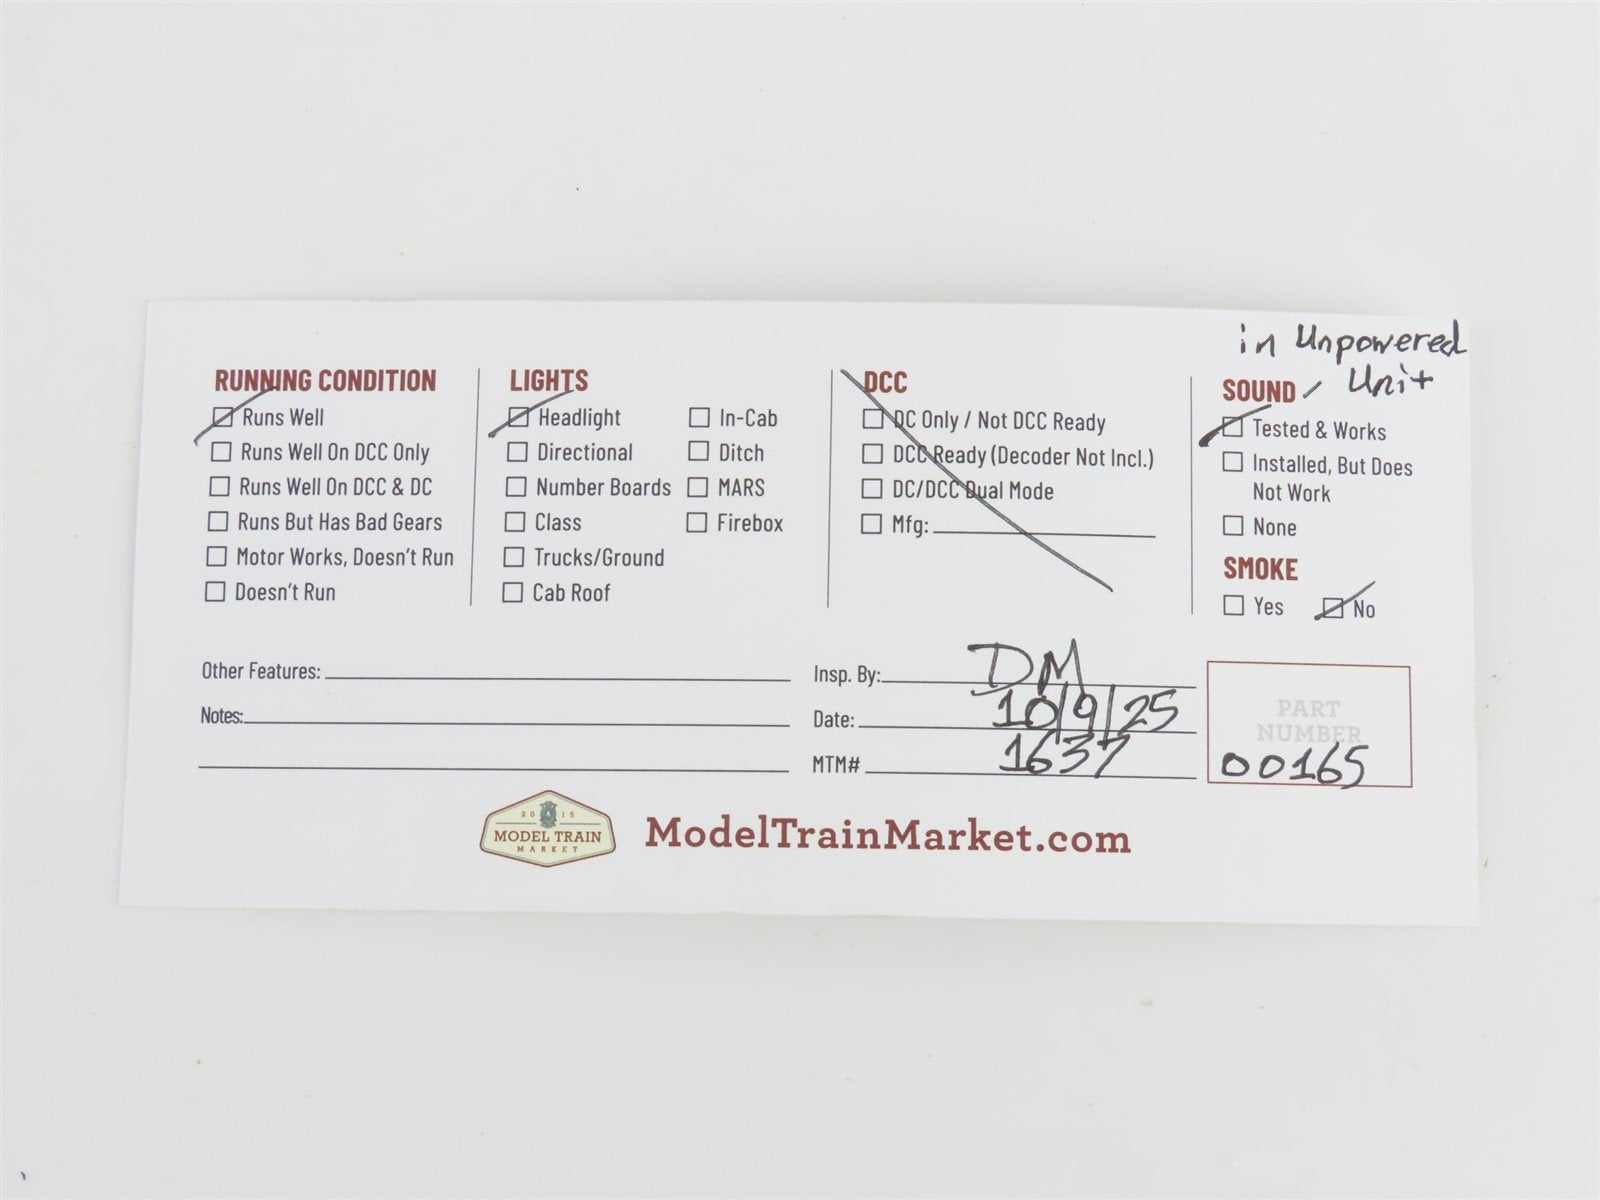 in Unpowered
Unit
RUNNING CONDITION
Runs Well
Runs Well On DCC Only
Runs Well On DCC & DC
Runs But Has Bad Gears
Motor Works, Doesn't Run
Doesn't Run
LIGHTS
Headlight
Directional
Number Boards
Class
Trucks/Ground
Cab Roof
In-Cab
Ditch
MARS
Firebox
DCC
DC Only / Not DCC Ready
DCC Ready (Decoder Not Incl.)
DC/DCC Dual Mode
Mfg:
SOUND
Tested & Works
Installed, But Does
Not Work
None
SMOKE
Yes No
Other Features:
Notes:
Insp. By: DM
Date: 10/9/25
MTM# 1637
PART
NUMBER
00165
2015
MODEL TRAIN
MARKET
ModelTrainMarket.com